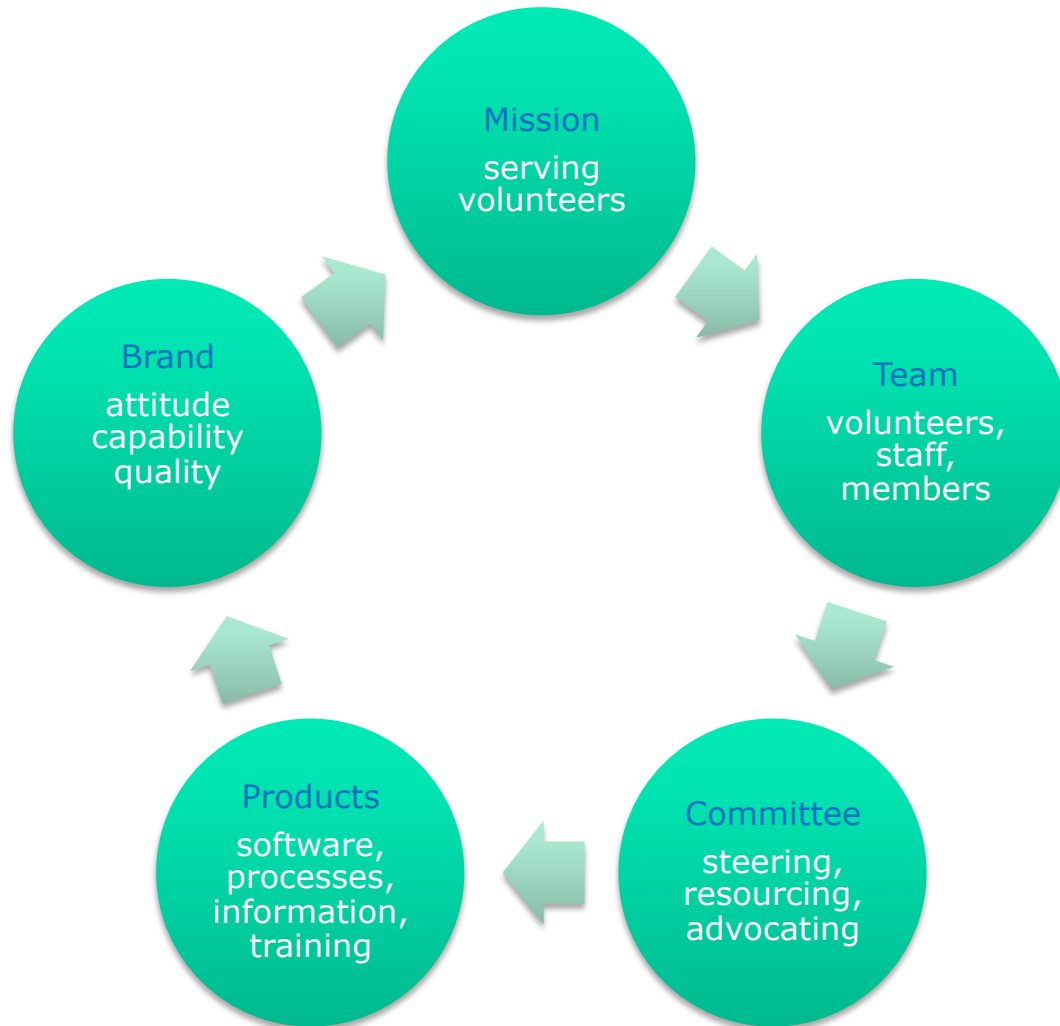 Mission
serving
volunteers
Team
volunteers,
staff,
members
Committee
steering,
resourcing,
advocating
Products
software,
processes,
information,
training
Brand
attitude
capability
quality